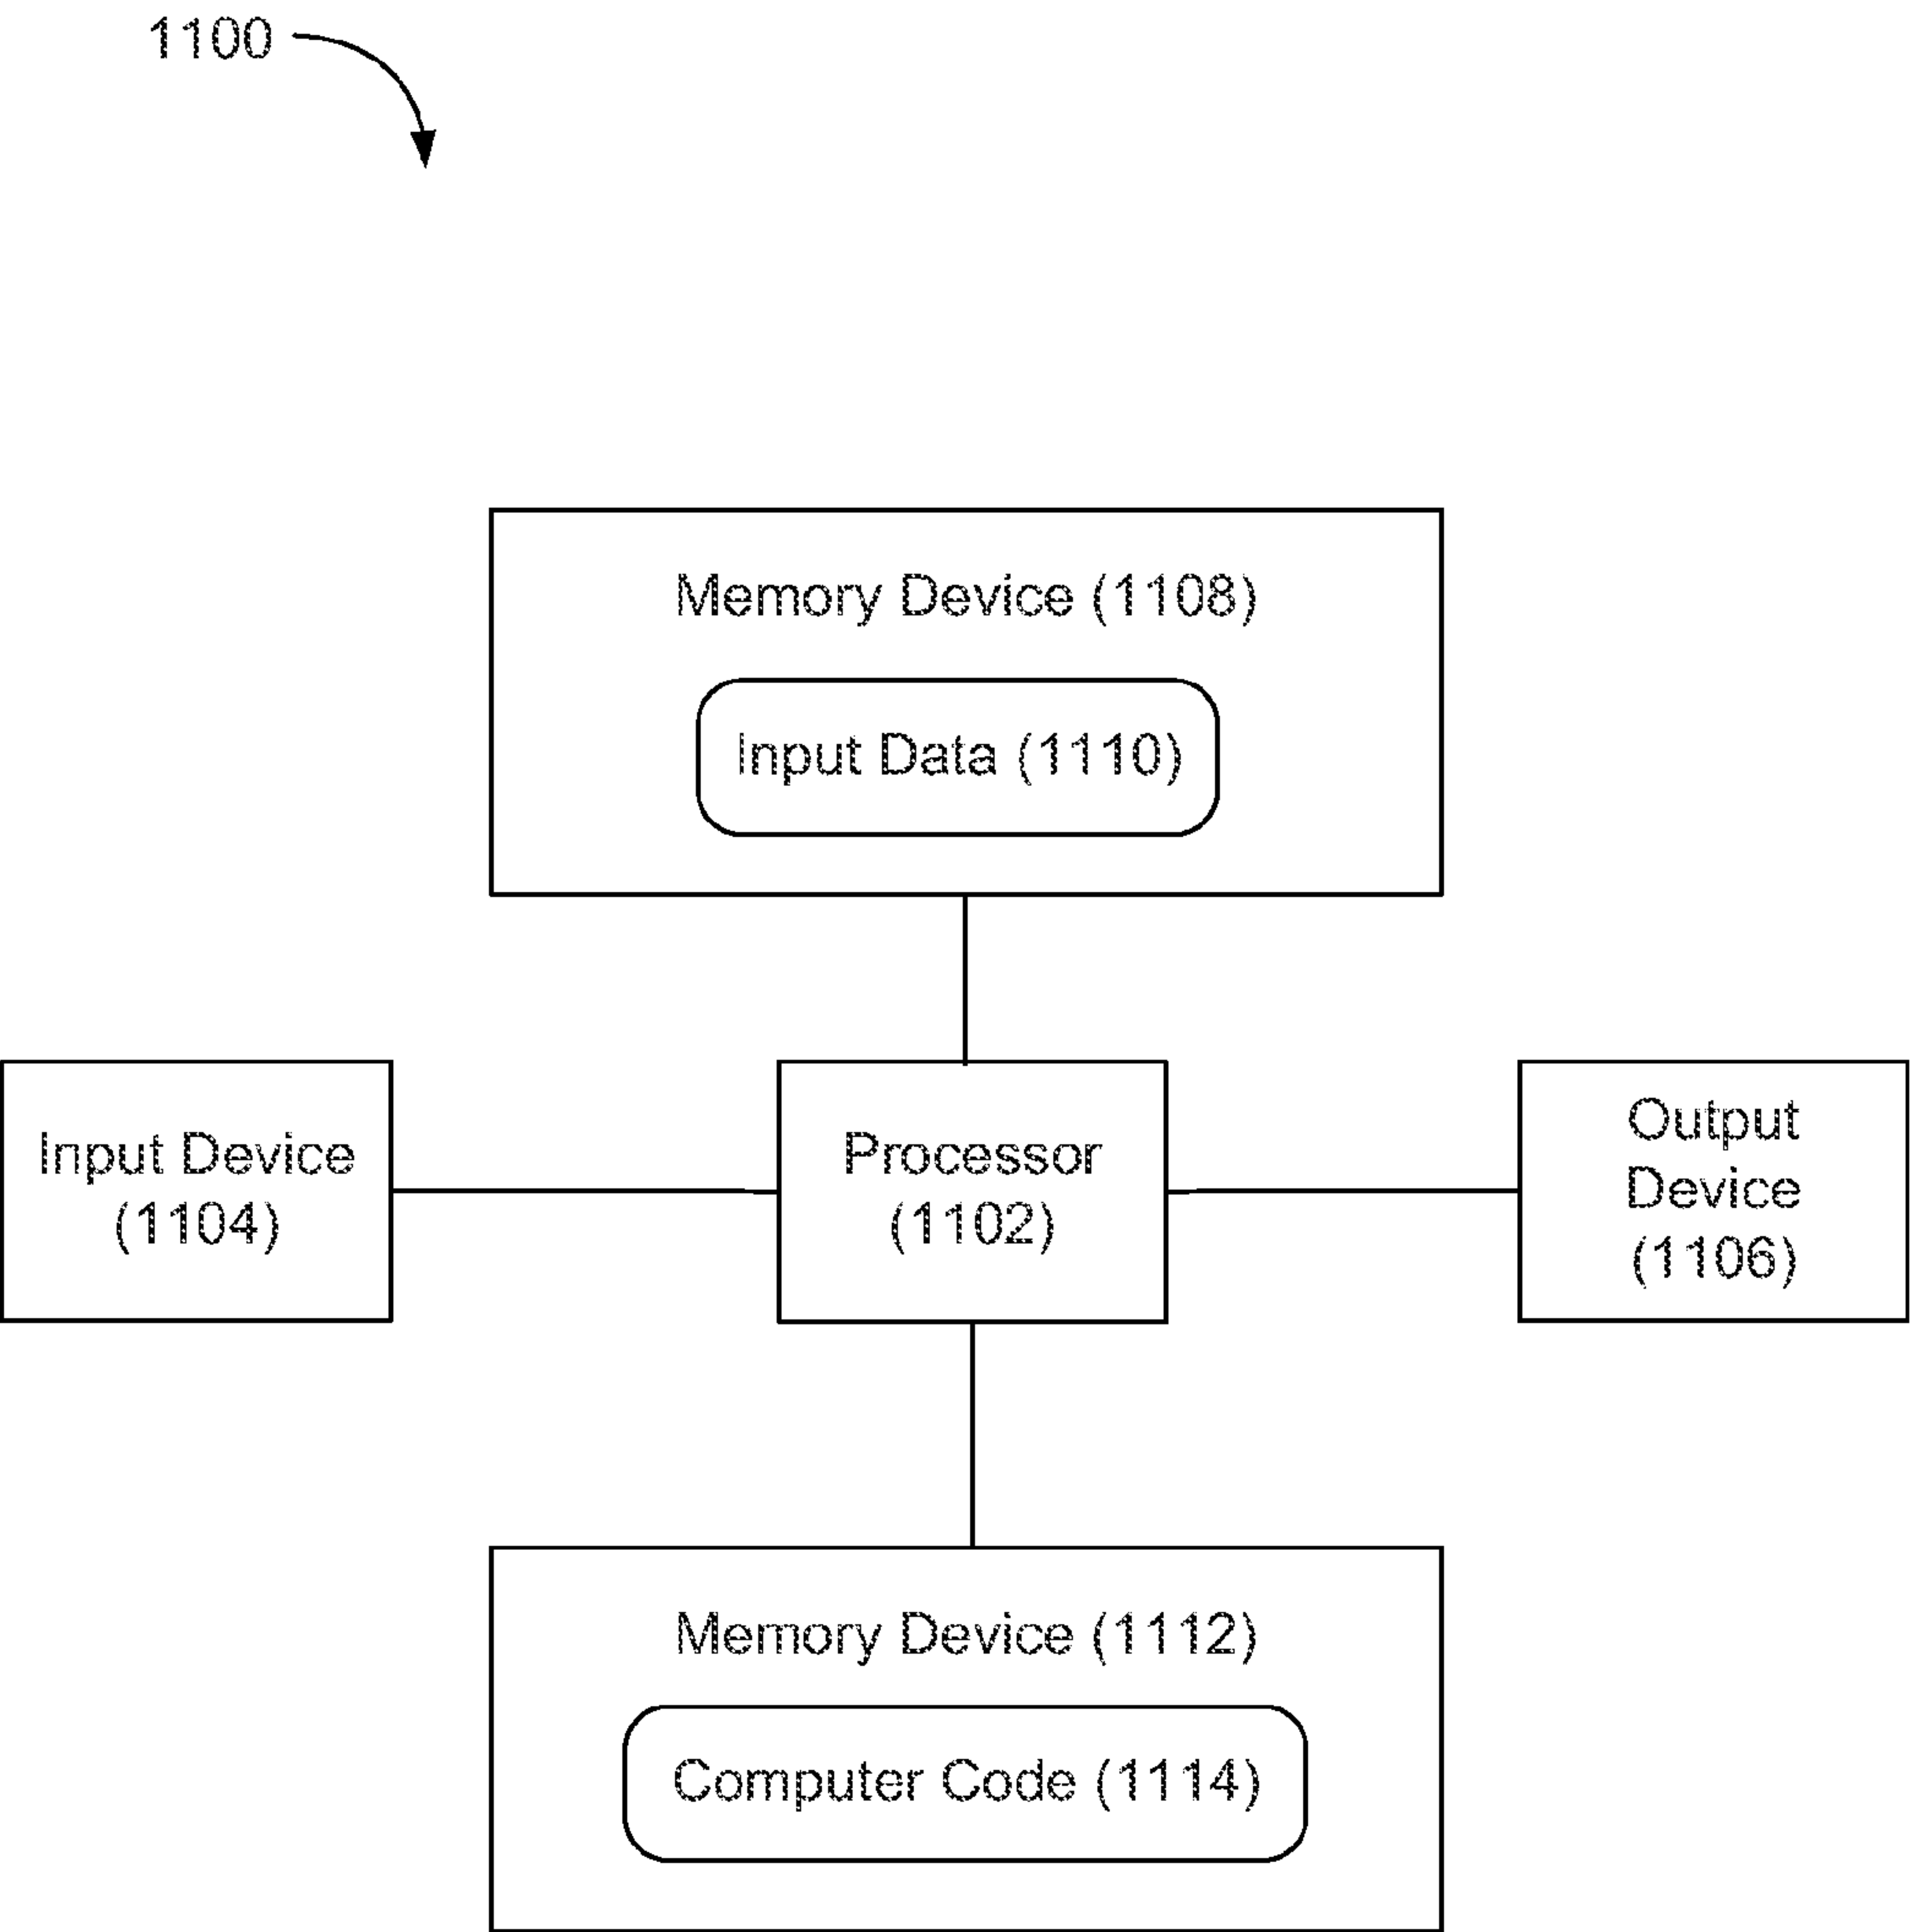 1100
Memory Device (1108)
Input Data (1110)
Input Device
(1104)
Processor
(1102)
Output
Device
(1106)
Memory Device (1112)
Computer Code (1114)